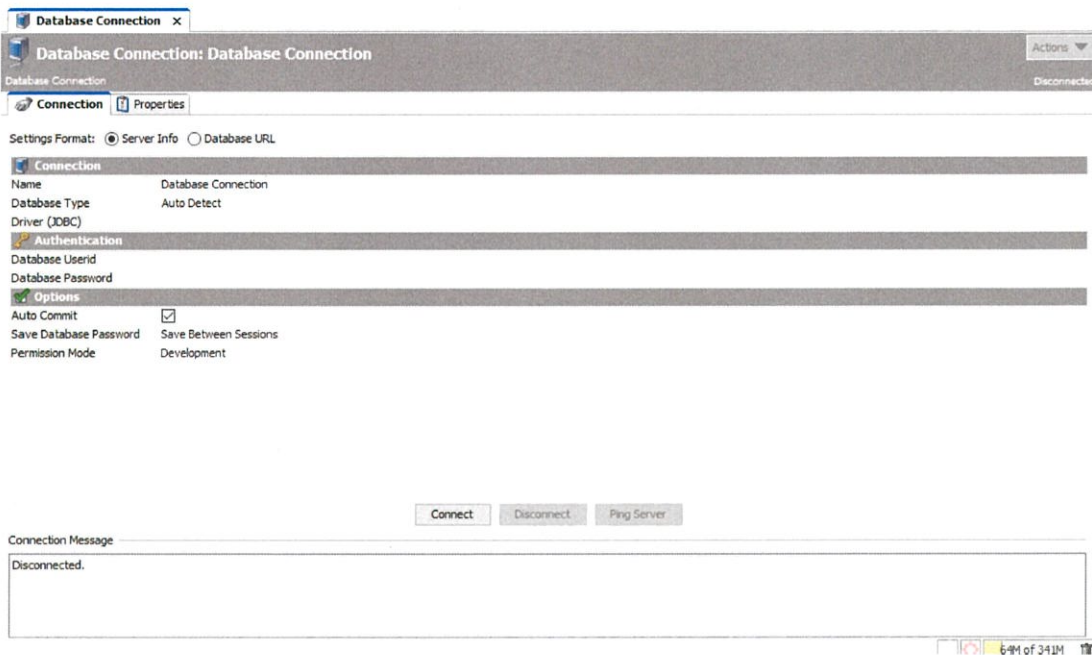 Database Connection ×
Database Connection: Database Connection
Actions
Database Connection
Disconnected
Connection
Properties
Settings Format: Server Info Database URL
Connection
Name Database Connection
Database Type Auto Detect
Driver (JDBC)
Authentication
Database Userid
Database Password
Options
Auto Commit
Save Database Password Save Between Sessions
Permission Mode Development
Connect Disconnect Ping Server
Connection Message
Disconnected.
64M of 341M